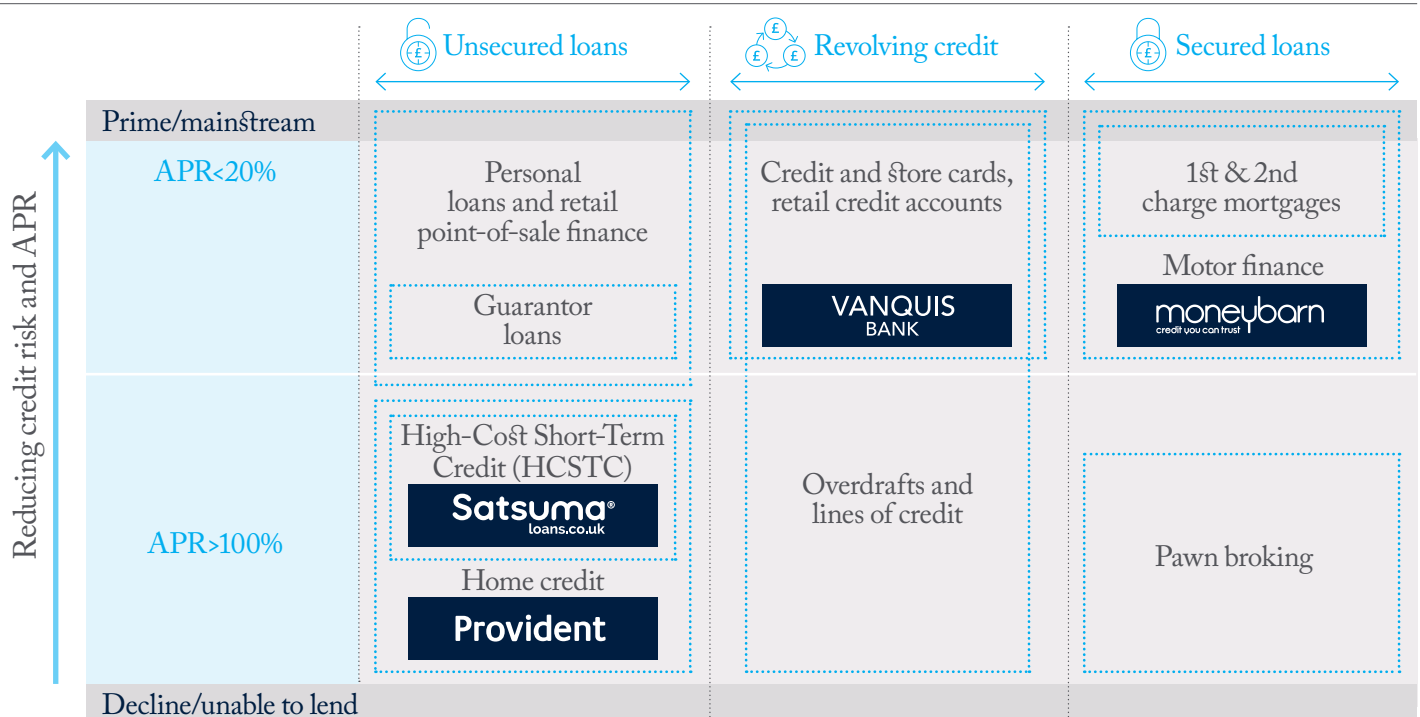 Unsecured loans
Revolving credit
Secured loans
£
£
£
£
£
Reducing credit risk and APR
Prime/mainstream
APR<20%
Personal
loans and retail
point-of-sale finance
Guarantor
loans
Credit and store cards,
retail credit accounts
VANQUIS
BANK
1st & 2nd
charge mortgages
Motor finance
moneybarn
credit you can trust
APR>100%
High-Cost Short-Term
Credit (HCSTC)
Satsuma®
loans.co.uk
Home credit
Provident
Overdrafts and
lines of credit
Pawn broking
Decline/unable to lend